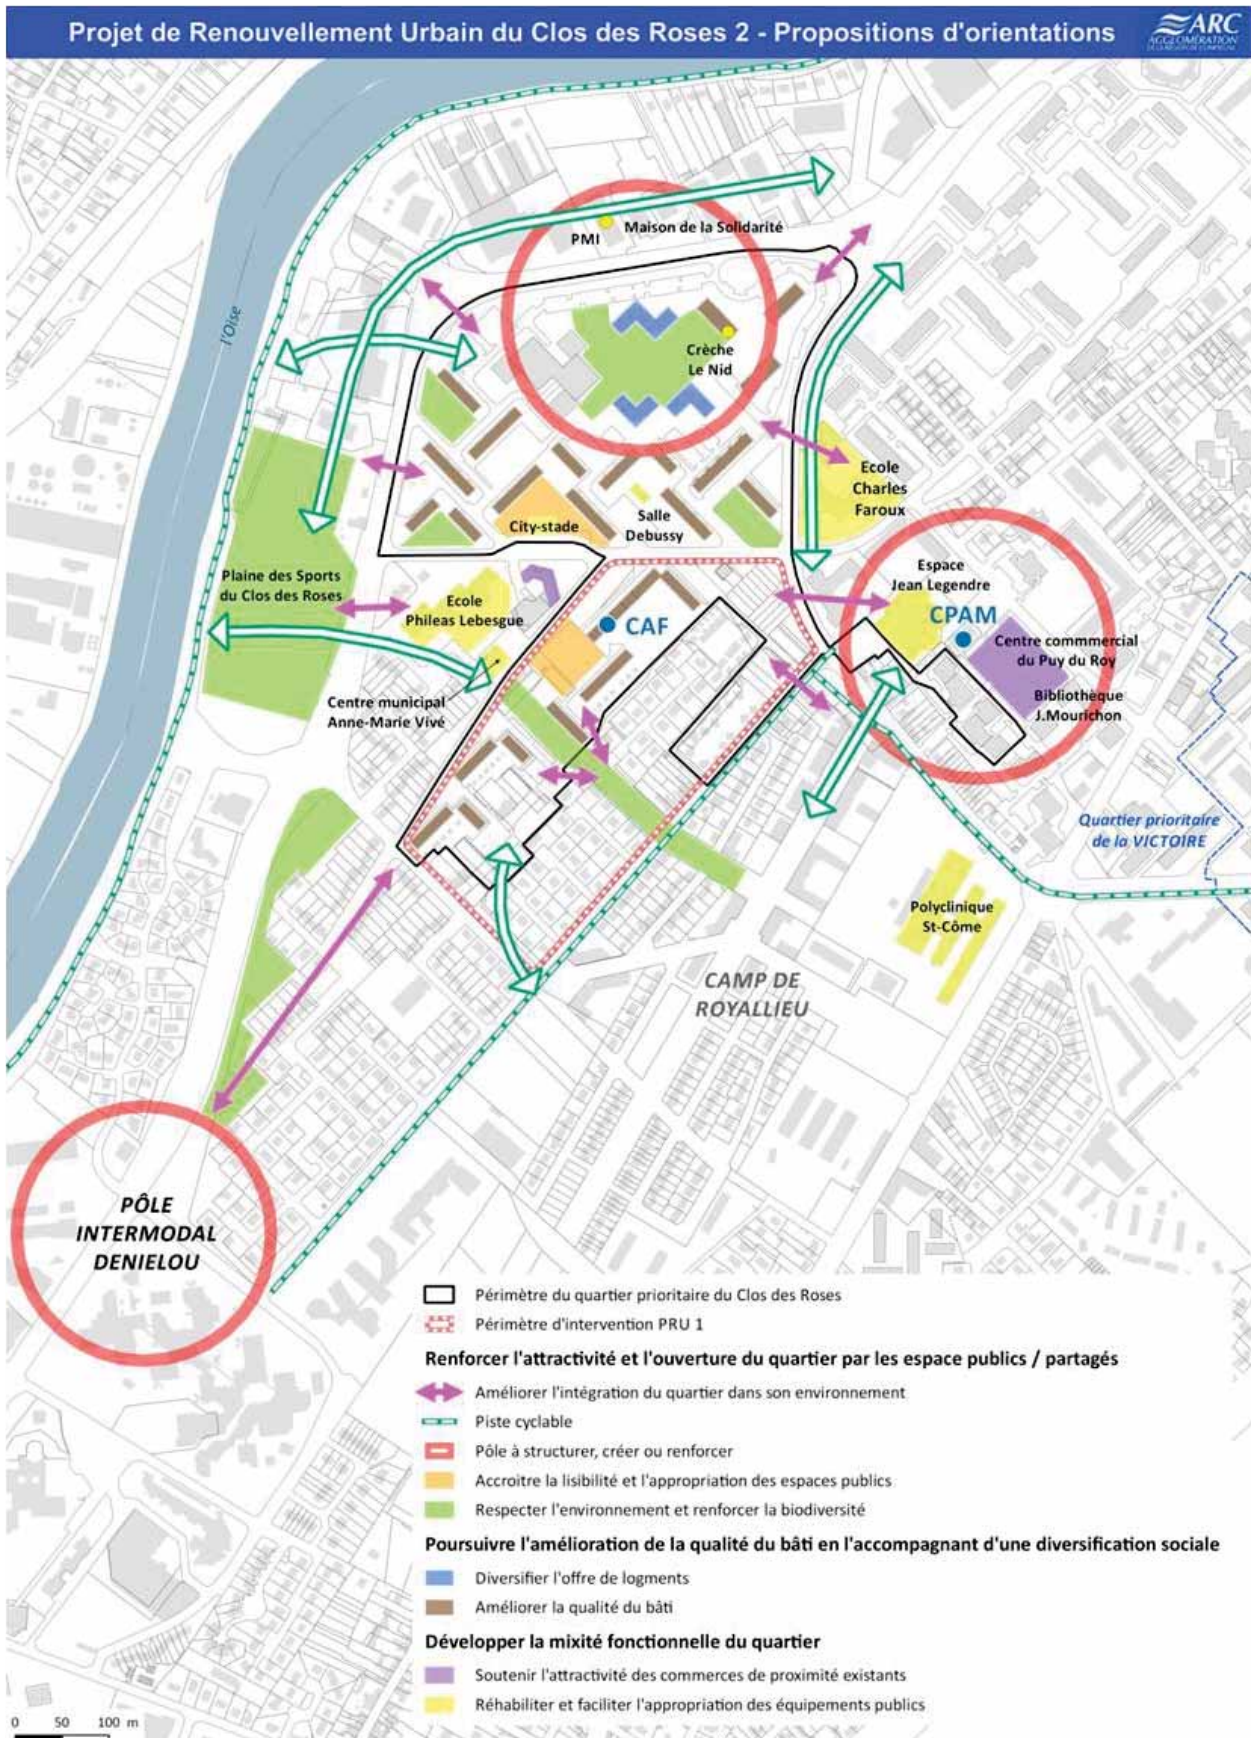 Projet de Renouvellement Urbain du Clos des Roses 2 - Propositions d'orientations
ARC
AGGLOMÉRATION
DE LA RÉGION DE COMPIÈGNE
PMI
Maison de la Solidarité
l'Oise
Crèche
Le Nid
Ecole
Charles
Faroux
City-stade
Salle
Debussy
Espace
Jean Legendre
Plaine des Sports
du Clos des Roses
Ecole
Phileas Lebesgue
CAF
CPAM
Centre commmercial
du Puy du Roy
Bibliothèque
J.Mourichon
Centre municipal
Anne-Marie Vivé
Quartier prioritaire
de la VICTOIRE
Polyclinique
St-Côme
CAMP DE
ROYALLIEU
PÔLE
INTERMODAL
DENIELOU
Périmètre du quartier prioritaire du Clos des Roses
Périmètre d'intervention PRU 1
Renforcer l'attractivité et l'ouverture du quartier par les espace publics / partagés
Améliorer l'intégration du quartier dans son environnement
Piste cyclable
Pôle à structurer, créer ou renforcer
Accroitre la lisibilité et l'appropriation des espaces publics
Respecter l'environnement et renforcer la biodiversité
Poursuivre l'amélioration de la qualité du bâti en l'accompagnant d'une diversification sociale
Diversifier l'offre de logments
Améliorer la qualité du bâti
Développer la mixité fonctionnelle du quartier
Soutenir l'attractivité des commerces de proximité existants
Réhabiliter et faciliter l'appropriation des équipements publics
0 50 100 m